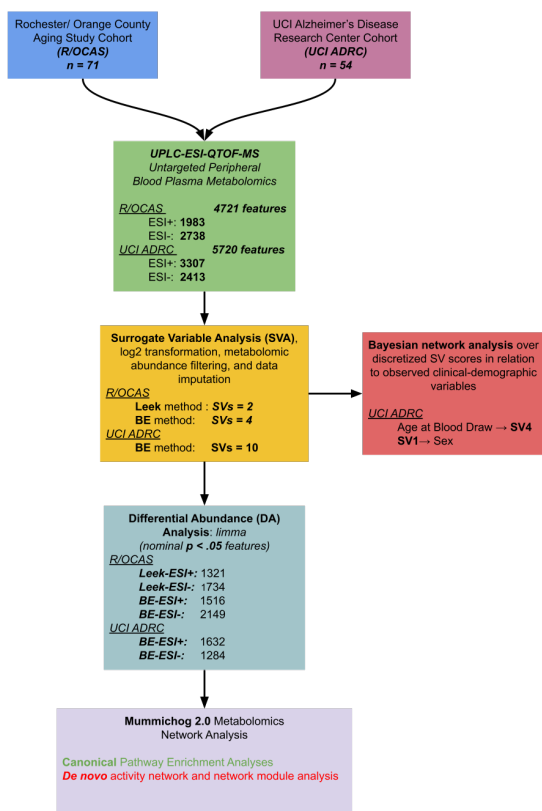 Rochester/ Orange County
Aging Study Cohort
(R/OCAS)
n = 71
UCI Alzheimer's Disease
Research Center Cohort
(UCI ADRC)
n = 54
UPLC-ESI-QTOF-MS
Untargeted Peripheral
Blood Plasma Metabolomics
R/OCAS 4721 features
ESI+: 1983
ESI-: 2738
UCI ADRC 5720 features
ESI+: 3307
ESI-: 2413
Surrogate Variable Analysis (SVA),
log2 transformation, metabolomic
abundance filtering, and data
imputation
R/OCAS
Leek method : SVs = 2
BE method: SVs = 4
UCI ADRC
BE method: SVs = 10
Bayesian network analysis over
discretized SV scores in relation
to observed clinical-demographic
variables
UCI ADRC
Age at Blood Draw → SV4
SV1→ Sex
Differential Abundance (DA)
Analysis: limma
(nominal p < .05 features)
R/OCAS
Leek-ESI+: 1321
Leek-ESI-: 1734
BE-ESI+: 1516
BE-ESI-: 2149
UCI ADRC
BE-ESI+: 1632
BE-ESI-: 1284
Mummichog 2.0 Metabolomics
Network Analysis
Canonical Pathway Enrichment Analyses
De novo activity network and network module analysis